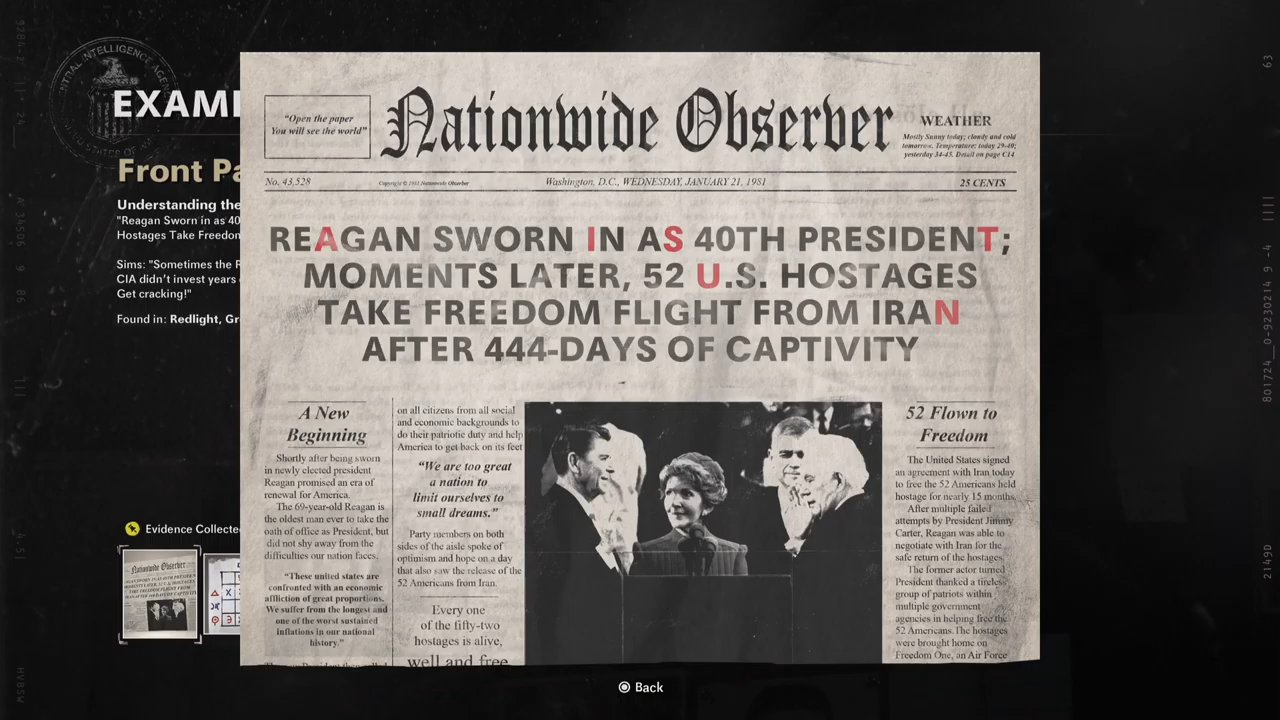 EXAMI
Front Pa
Understanding the
"Reagan Sworn in as 40
Hostages Take Freedon
Sims: "Sometimes the F
CIA didn't invest years
Get cracking!"
Found in: Redlight, Gr
Evidence Collecte
"Open the paper
You will see the world"
Nationwide Observer
WEATHER
Mostly Sunny today; cloudy and cold
tomorrow. Temperature: today 29-40;
yesterday 34-45. Detail on page C14
No. 43,528
Copyright © 1981 Nationwide Observer
Washington, D.C., WEDNESDAY, JANUARY 21, 1981
25 CENTS
REAGAN SWORN IN AS 40TH PRESIDENT;
MOMENTS LATER, 52 U.S. HOSTAGES
TAKE FREEDOM FLIGHT FROM IRAN
AFTER 444-DAYS OF CAPTIVITY
A New
Beginning
Shortly after being sworn
in newly elected president
Reagan promised an era of
renewal for America.
The 69-year-old Reagan is
the oldest man ever to take the
oath of office as President, but
did not shy away from the
difficulties our nation faces.
"These united states are
confronted with an economic
affliction of great proportions.
We suffer from the longest and
one of the worst sustained
inflations in our national
history."
on all citizens from all social
and economic backgrounds to
do their patriotic duty and help
America to get back on its feet
"We are too great
a nation to
limit ourselves to
small dreams."
Party members on both
sides of the aisle spoke of
optimism and hope on a day
that also saw the release of the
52 Americans from Iran.
Every one
of the fifty-two
hostages is alive,
well and free
52 Flown to
Freedom
The United States signed
an agreement with Iran today
to free the 52 Americans held
hostage for nearly 15 months.
After multiple failed
attempts by President Jimmy
Carter, Reagan was able to
negotiate with Iran for the
safe return of the hostages.
The former actor turned
President thanked a tireless
group of patriots within
multiple government
agencies in helping free the
52 Americans. The hostages
were brought home on
Freedom One, an Air Force
Back